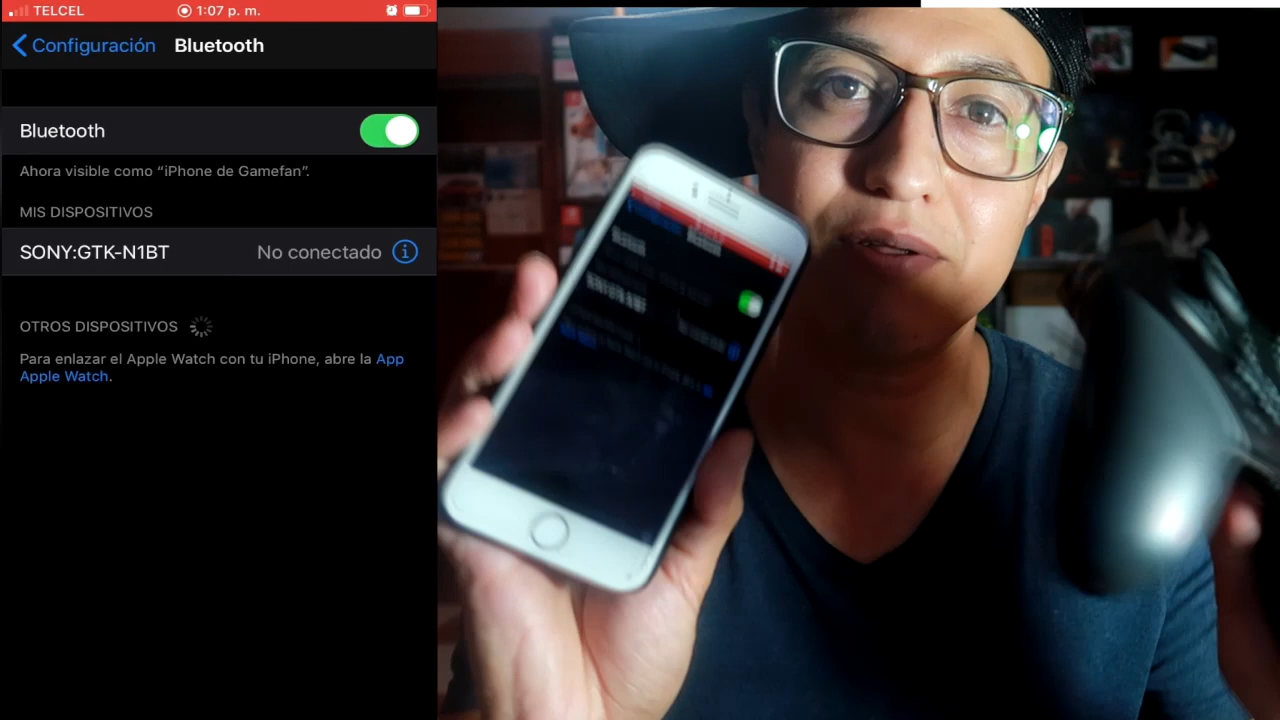 TELCEL
1:07 p. m.
Configuración
Bluetooth
Bluetooth
Ahora visible como “iPhone de Gamefan”.
MIS DISPOSITIVOS
SONY:GTK-N1BT
No conectado
OTROS DISPOSITIVOS
Para enlazar el Apple Watch con tu iPhone, abre la App
Apple Watch.